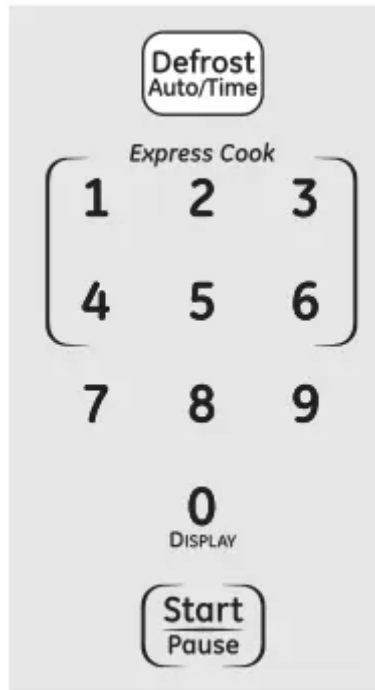 Defrost
Auto/Time
Express Cook
1 2 3
4 5 6
7 8 9
0
DISPLAY
Start
Pause